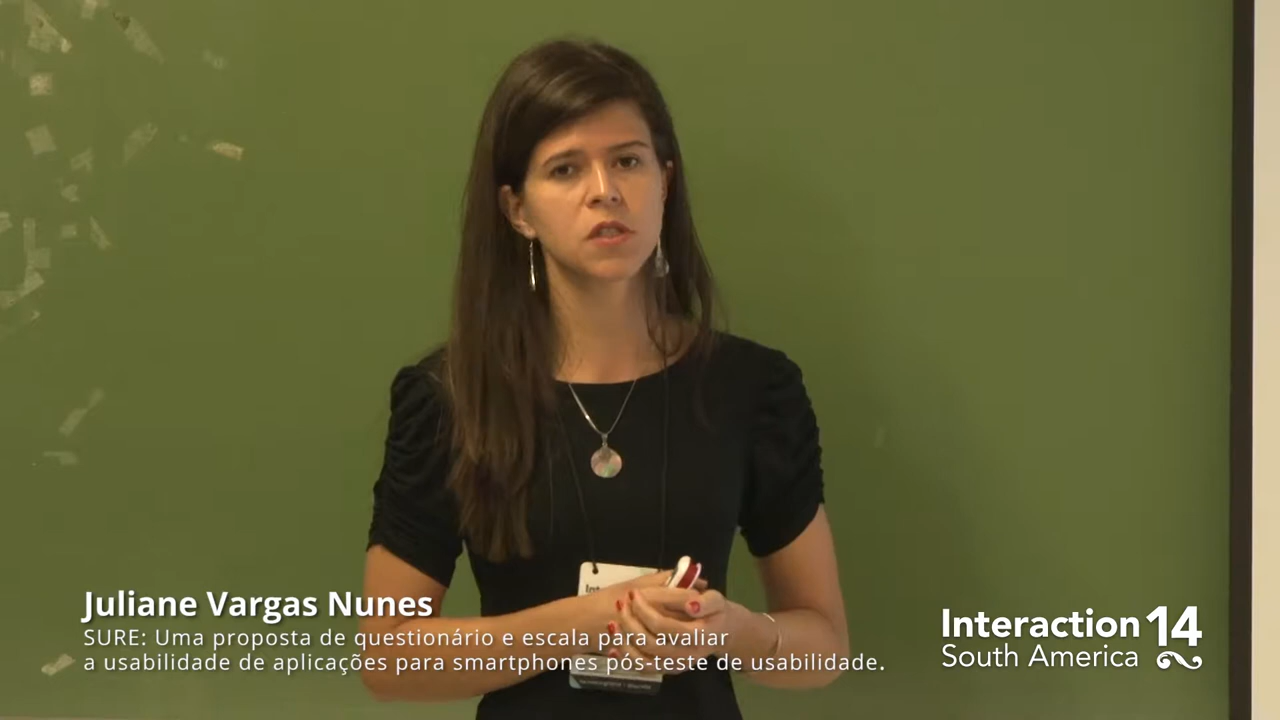 Juliane Vargas Nunes
SURE: Uma proposta de questionário e escala para avaliar
a usabilidade de aplicações para smartphones pós-teste de usabilidade.
Interaction 14
South America